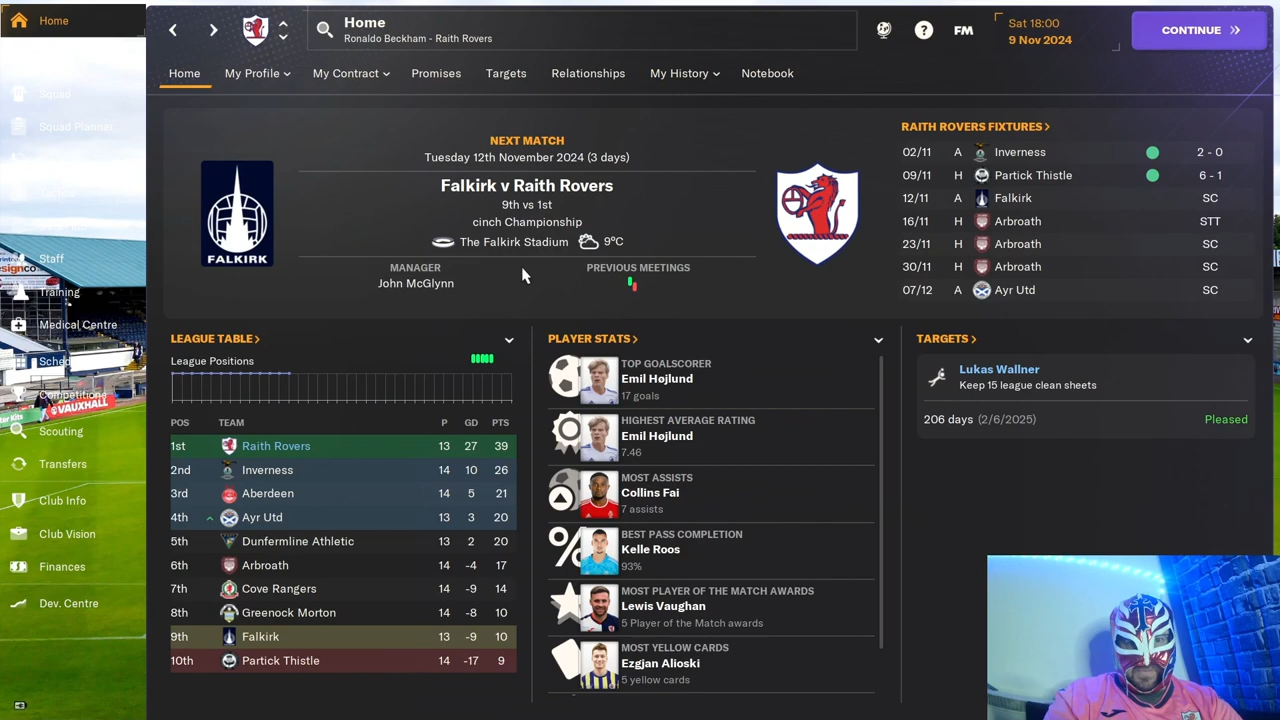 Home
Home
Ronaldo Beckham - Raith Rovers
FM
Sat 18:00
9 Nov 2024
CONTINUE
Home
My Profile
My Contract
Promises
Targets
Relationships
My History
Notebook
Squad
Squad Planner
Staff
Training
Medical Centre
Competitions
Scouting
Transfers
Club Info
Club Vision
Finances
Dev. Centre
NEXT MATCH
Tuesday 12th November 2024 (3 days)
Falkirk v Raith Rovers
9th vs 1st
cinch Championship
The Falkirk Stadium 9°C
MANAGER
John McGlynn
PREVIOUS MEETINGS
FALKIRK
RAITH ROVERS FIXTURES
02/11 A Inverness 2 - 0
09/11 H Partick Thistle 6 - 1
12/11 A Falkirk SC
16/11 H Arbroath STT
23/11 H Arbroath SC
30/11 H Arbroath SC
07/12 A Ayr Utd SC
LEAGUE TABLE
League Positions
POS TEAM P GD PTS
1st Raith Rovers 13 27 39
2nd Inverness 14 10 26
3rd Aberdeen 14 5 21
4th Ayr Utd 13 3 20
5th Dunfermline Athletic 13 2 20
6th Arbroath 14 -4 17
7th Cove Rangers 14 -9 14
8th Greenock Morton 14 -8 10
9th Falkirk 13 -9 10
10th Partick Thistle 14 -17 9
PLAYER STATS
TOP GOALSCORER
Emil Højlund
17 goals
HIGHEST AVERAGE RATING
Emil Højlund
7.46
MOST ASSISTS
Collins Fai
7 assists
BEST PASS COMPLETION
Kelle Roos
93%
MOST PLAYER OF THE MATCH AWARDS
Lewis Vaughan
5 Player of the Match awards
MOST YELLOW CARDS
Ezgjan Alioski
5 yellow cards
TARGETS
Lukas Wallner
Keep 15 league clean sheets
206 days (2/6/2025) Pleased
VAUXHALL